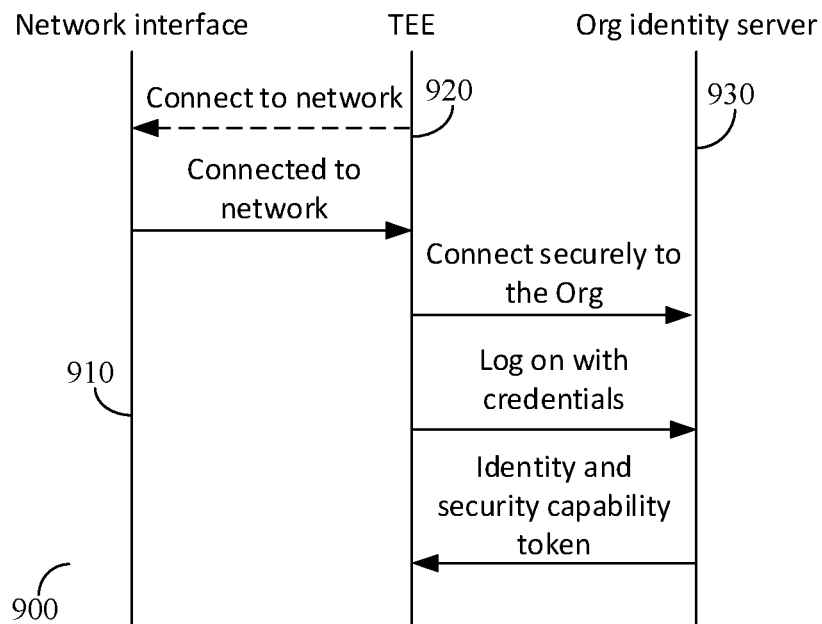 Network interface
TEE
Org identity server
Connect to network
920
930
Connected to
network
Connect securely to
the Org
910
Log on with
credentials
Identity and
security capability
token
900